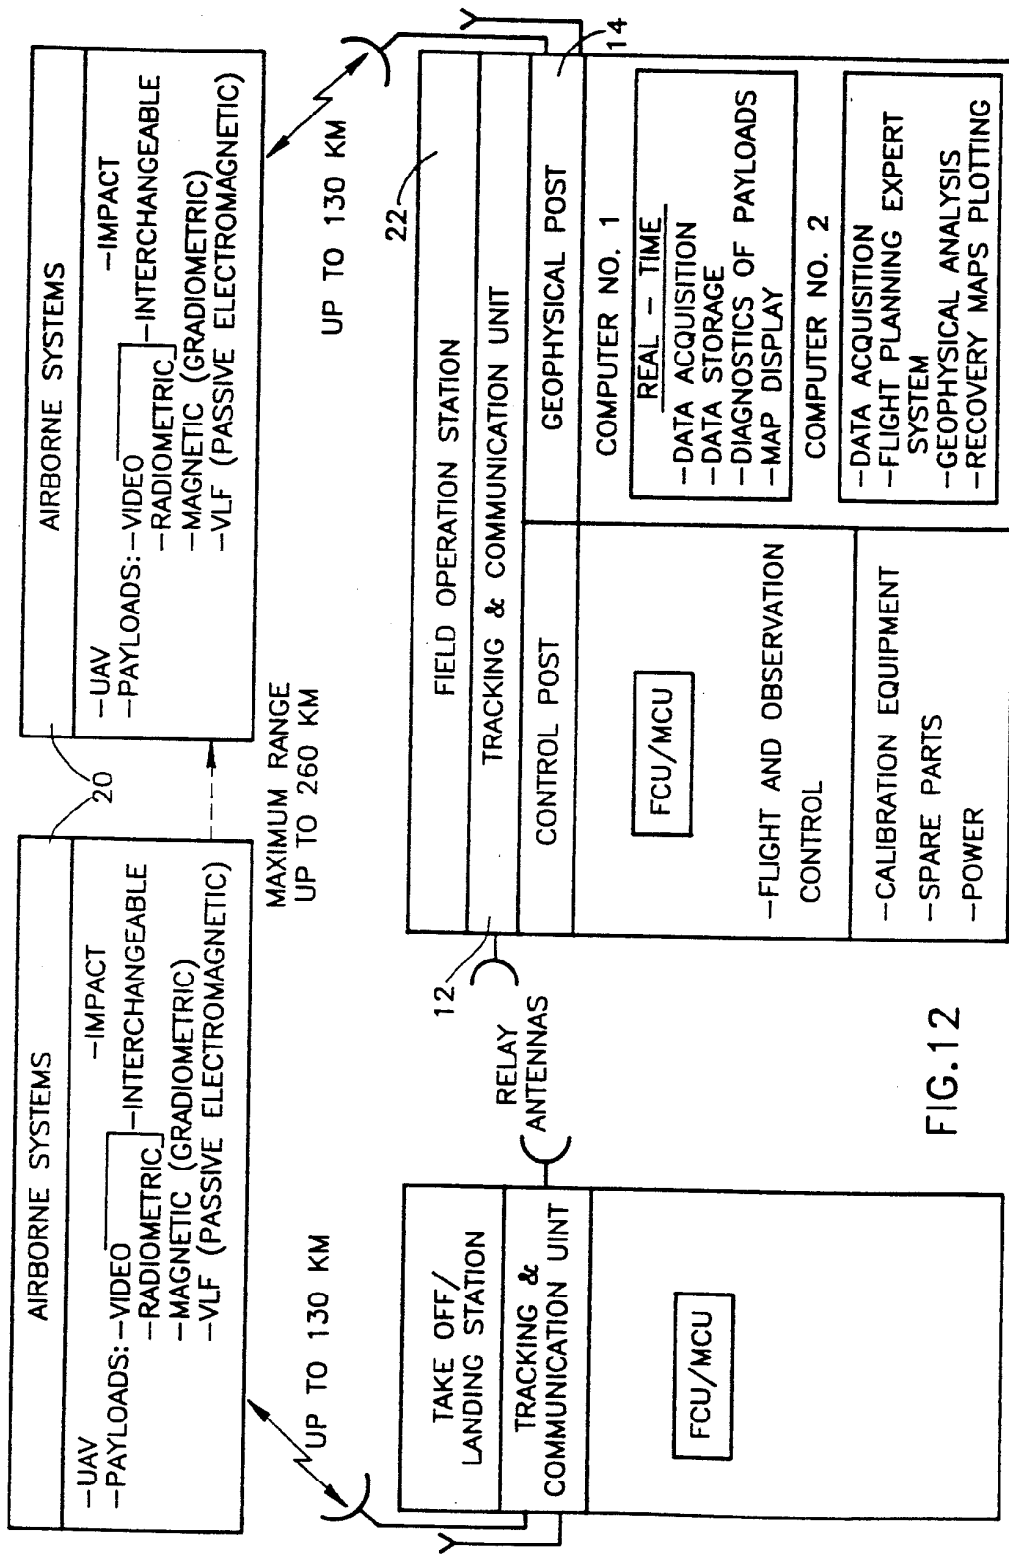 AIRBORNE SYSTEMS
-UAV -IMPACT
-PAYLOADS:-VIDEO
-INTERCHANGEABLE
-RADIOMETRIC
-MAGNETIC (GRADIOMETRIC)
-VLF (PASSIVE ELECTROMAGNETIC)
20
AIRBORNE SYSTEMS
-UAV -IMPACT
-PAYLOADS:-VIDEO
-INTERCHANGEABLE
-RADIOMETRIC
-MAGNETIC (GRADIOMETRIC)
-VLF (PASSIVE ELECTROMAGNETIC)
MAXIMUM RANGE
UP TO 260 KM
UP TO 130 KM
UP TO 130 KM
TAKE OFF/
LANDING STATION
TRACKING &
COMMUNICATION UINT
FCU/MCU
RELAY
ANTENNAS
12
22
FIELD OPERATION STATION
TRACKING & COMMUNICATION UNIT
CONTROL POST
FCU/MCU
-FLIGHT AND OBSERVATION
CONTROL
-CALIBRATION EQUIPMENT
-SPARE PARTS
-POWER
GEOPHYSICAL POST
14
COMPUTER NO. 1
REAL - TIME
-DATA ACQUISITION
-DATA STORAGE
-DIAGNOSTICS OF PAYLOADS
-MAP DISPLAY
COMPUTER NO. 2
-DATA ACQUISITION
-FLIGHT PLANNING EXPERT
SYSTEM
-GEOPHYSICAL ANALYSIS
-RECOVERY MAPS PLOTTING
FIG.12